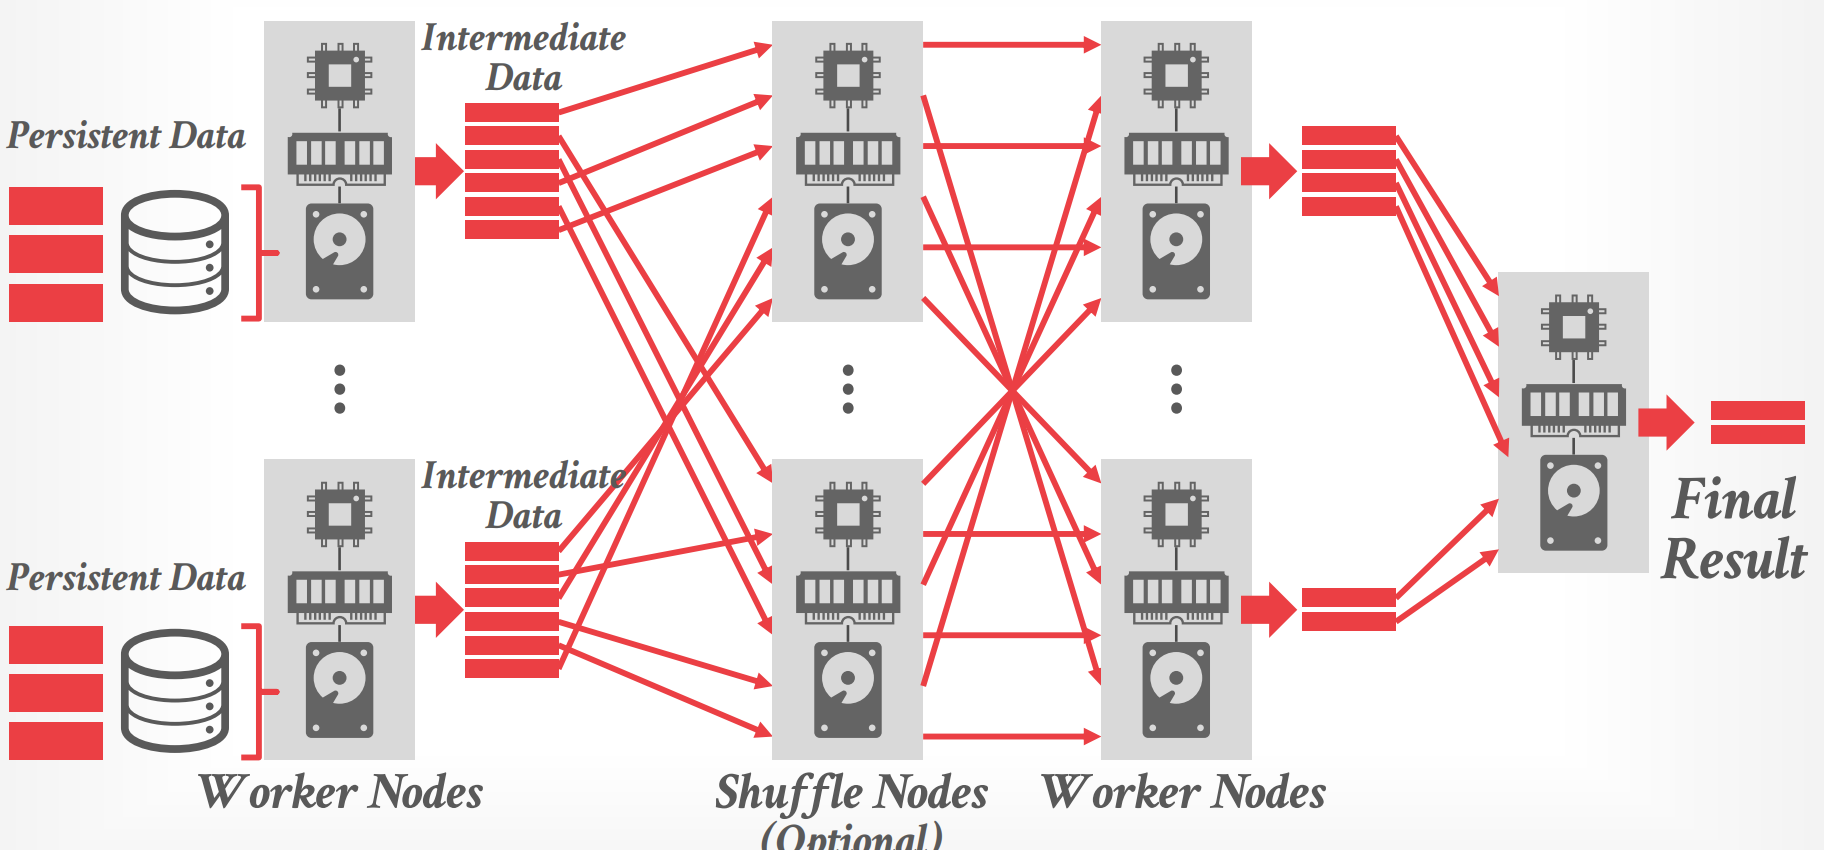 Intermediate
Data
Persistent Data
Intermediate
Data
Persistent Data
Final
Result
Worker Nodes
Shuffle Nodes
(Optional)
Worker Nodes